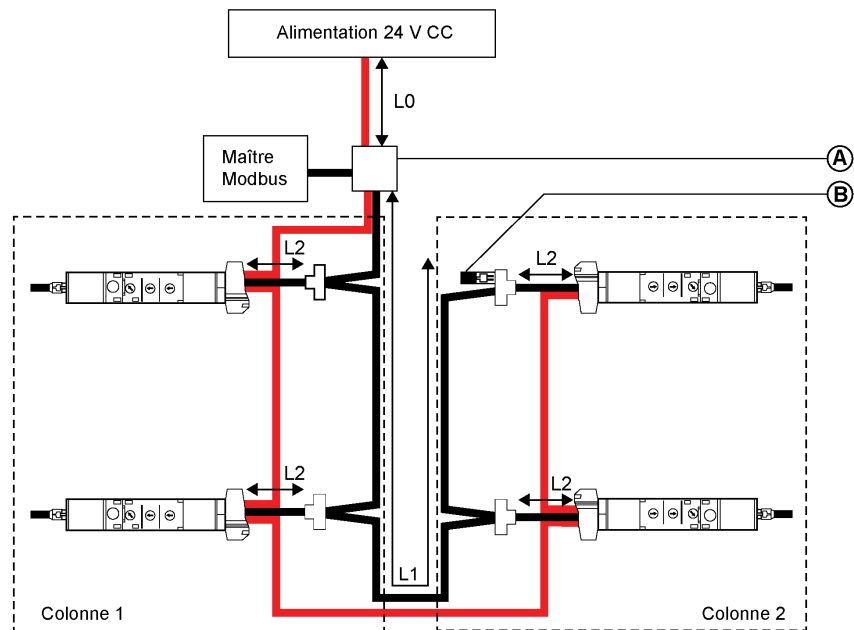 Alimentation 24 V CC
L0
Maître
Modbus
A
B
L2
L2
L2
L2
L1
Colonne 1
Colonne 2